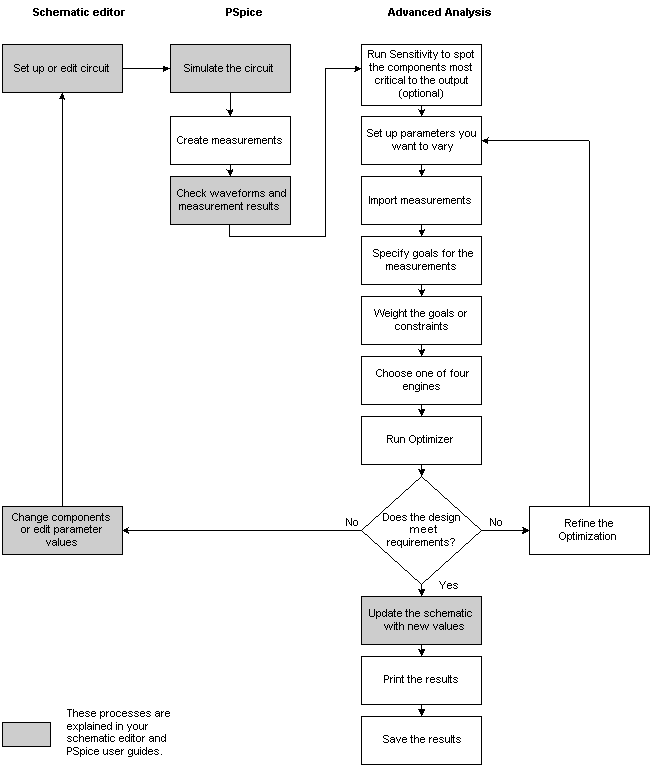 Schematic editor
PSpice
Advanced Analysis
Set up or edit circuit
Simulate the circuit
Run Sensitivity to spot
the components most
critical to the output
(optional)
Create measurements
Set up parameters you
want to vary
Check waveforms and
measurement results
Import measurements
Specify goals for the
measurements
Weight the goals or
constraints
Choose one of four
engines
Run Optimizer
Change components
or edit parameter
values
No
Does the design
meet
requirements?
No
Refine the
Optimization
Yes
Update the schematic
with new values
Print the results
Save the results
These processes are
explained in your
schematic editor and
PSpice user guides.